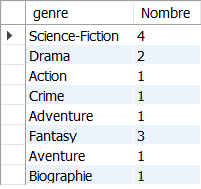 genre Nombre
Science-Fiction 4
Drama 2
Action 1
Crime 1
Adventure 1
Fantasy 3
Aventure 1
Biographie 1